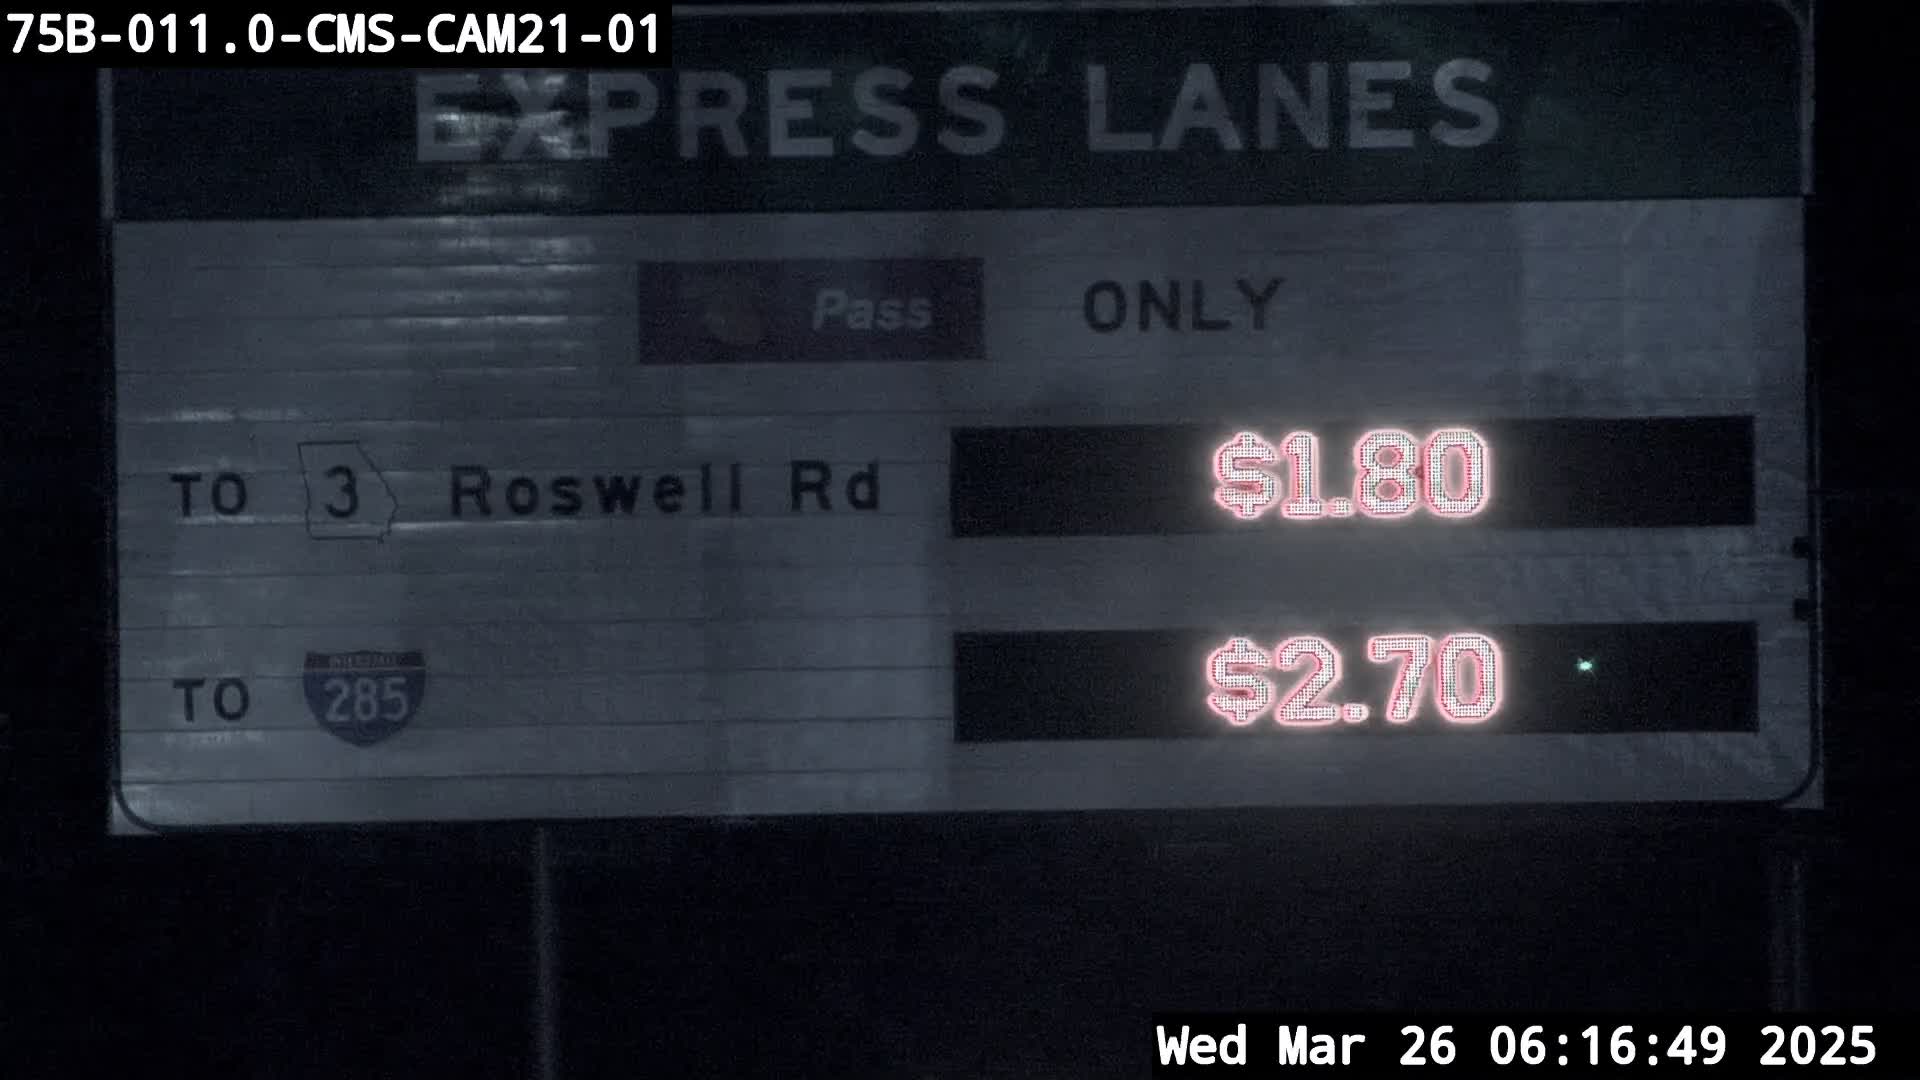 75B-011.0-CMS-CAM21-01
EXPRESS LANES
Pass ONLY
TO 3 Roswell Rd $1.80
TO INTERSTATE 285 $2.70
Wed Mar 26 06:16:49 2025